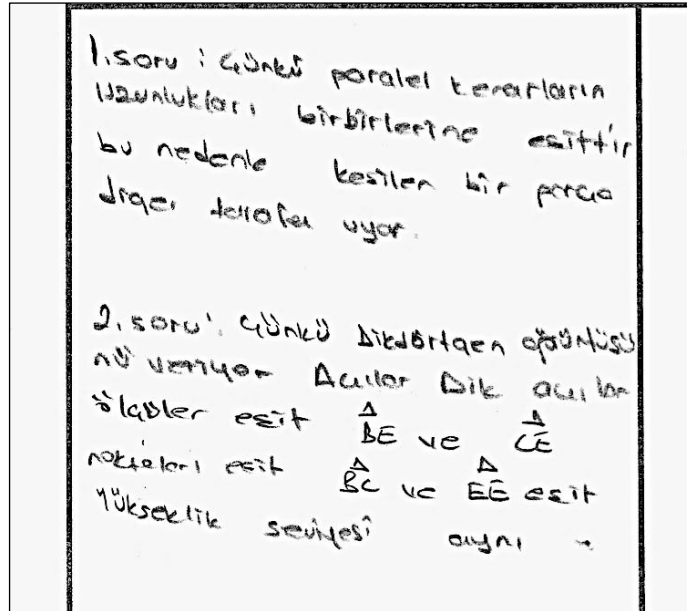 1.soru : Çünkü paralel kenarların
uzunlukları birbirlerine eşittir
bu nedenle kesilen bir parça
diğer tarafa uyar.
2.soru : Çünkü Dikdörtgen görüntüsü
nü veriyor Açılar Dik açılar
ölçüler eşit BE ve CE
noktaları eşit BC ve EE eşit
Yükseklik seviyesi aynı